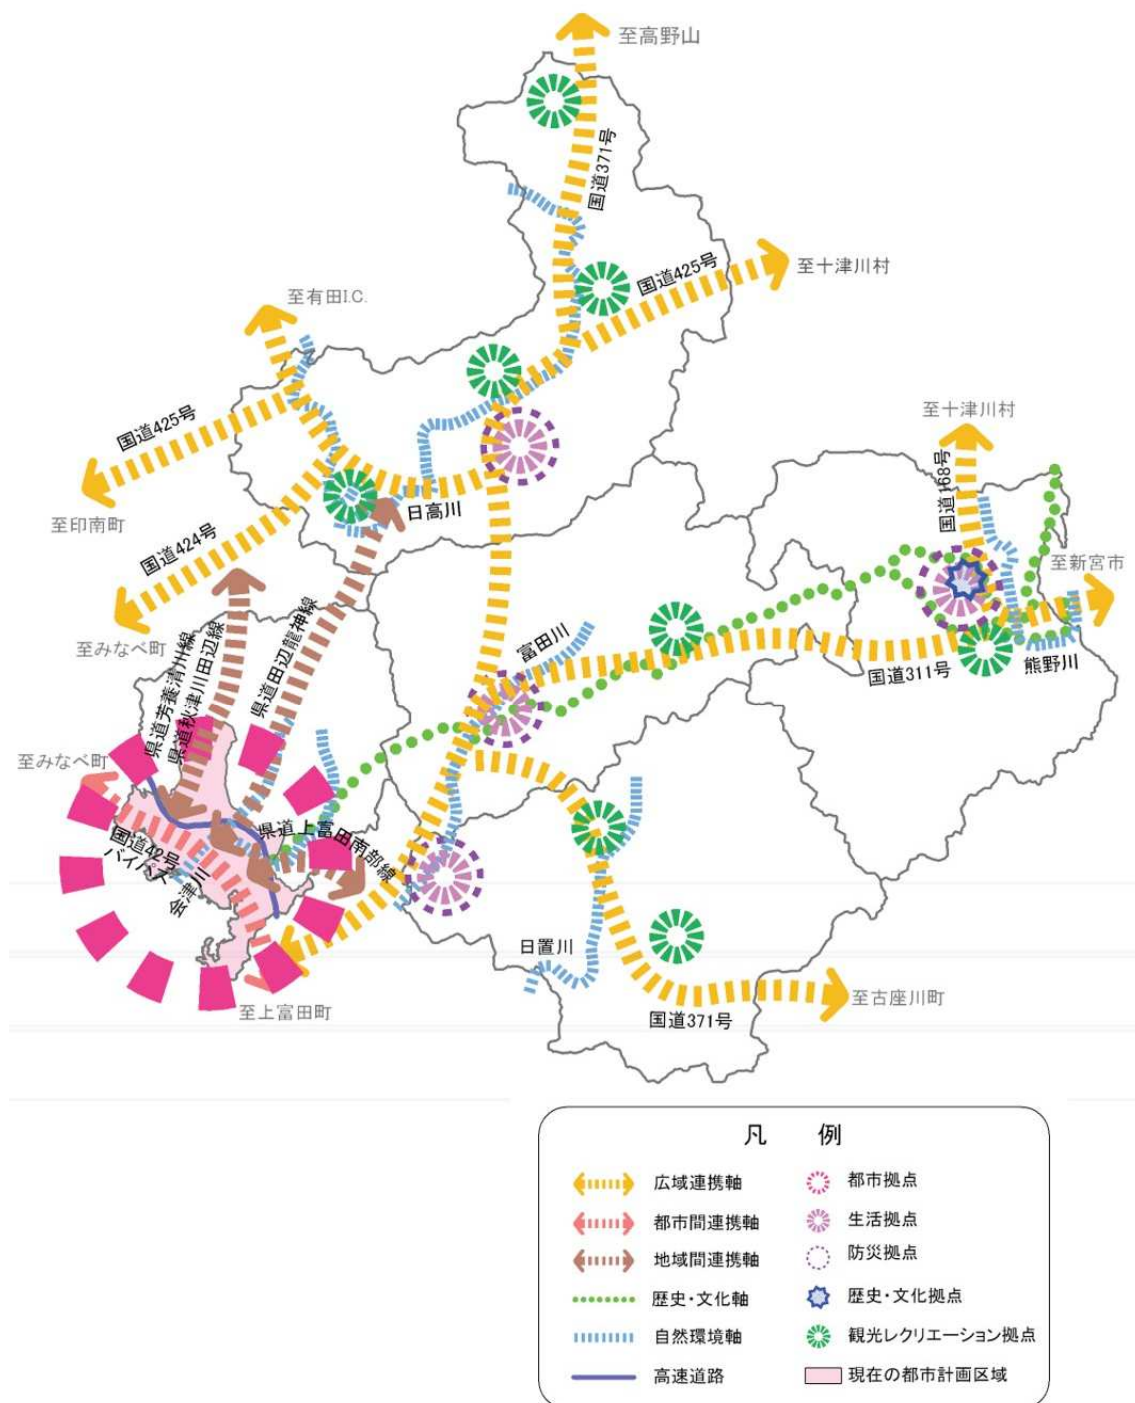 至高野山
国道371号
至十津川村
国道425号
至有田I.C.
国道425号
至十津川村
国道168号
至印南町
日高川
国道424号
至新宮市
至みなべ町
県道芳養清川線
県道秋津川田辺線
県道田辺龍神線
富田川
国道311号
熊野川
至みなべ町
国道42号
バイパス
会津川
県道上富田南部線
日置川
至上富田町
国道371号
至古座川町
凡 例
広域連携軸
都市間連携軸
地域間連携軸
歴史・文化軸
自然環境軸
高速道路
都市拠点
生活拠点
防災拠点
歴史・文化拠点
観光レクリエーション拠点
現在の都市計画区域